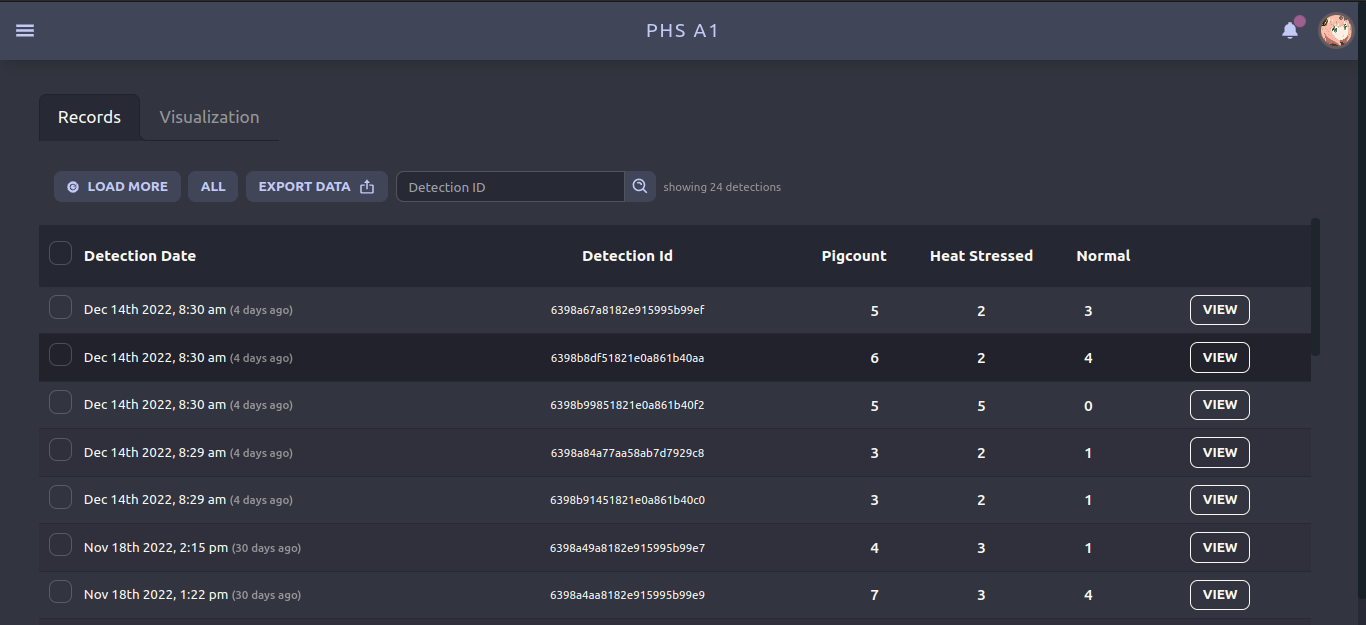 PHS A1
Records Visualization
LOAD MORE ALL EXPORT DATA Detection ID showing 24 detections
Detection Date Detection Id Pigcount Heat Stressed Normal
Dec 14th 2022, 8:30 am (4 days ago) 6398a67a8182e915995b99ef 5 2 3 VIEW
Dec 14th 2022, 8:30 am (4 days ago) 6398b8df51821e0a861b40aa 6 2 4 VIEW
Dec 14th 2022, 8:30 am (4 days ago) 6398b99851821e0a861b40f2 5 5 0 VIEW
Dec 14th 2022, 8:29 am (4 days ago) 6398a84a77aa58ab7d7929c8 3 2 1 VIEW
Dec 14th 2022, 8:29 am (4 days ago) 6398b91451821e0a861b40c0 3 2 1 VIEW
Nov 18th 2022, 2:15 pm (30 days ago) 6398a49a8182e915995b99e7 4 3 1 VIEW
Nov 18th 2022, 1:22 pm (30 days ago) 6398a4aa8182e915995b99e9 7 3 4 VIEW